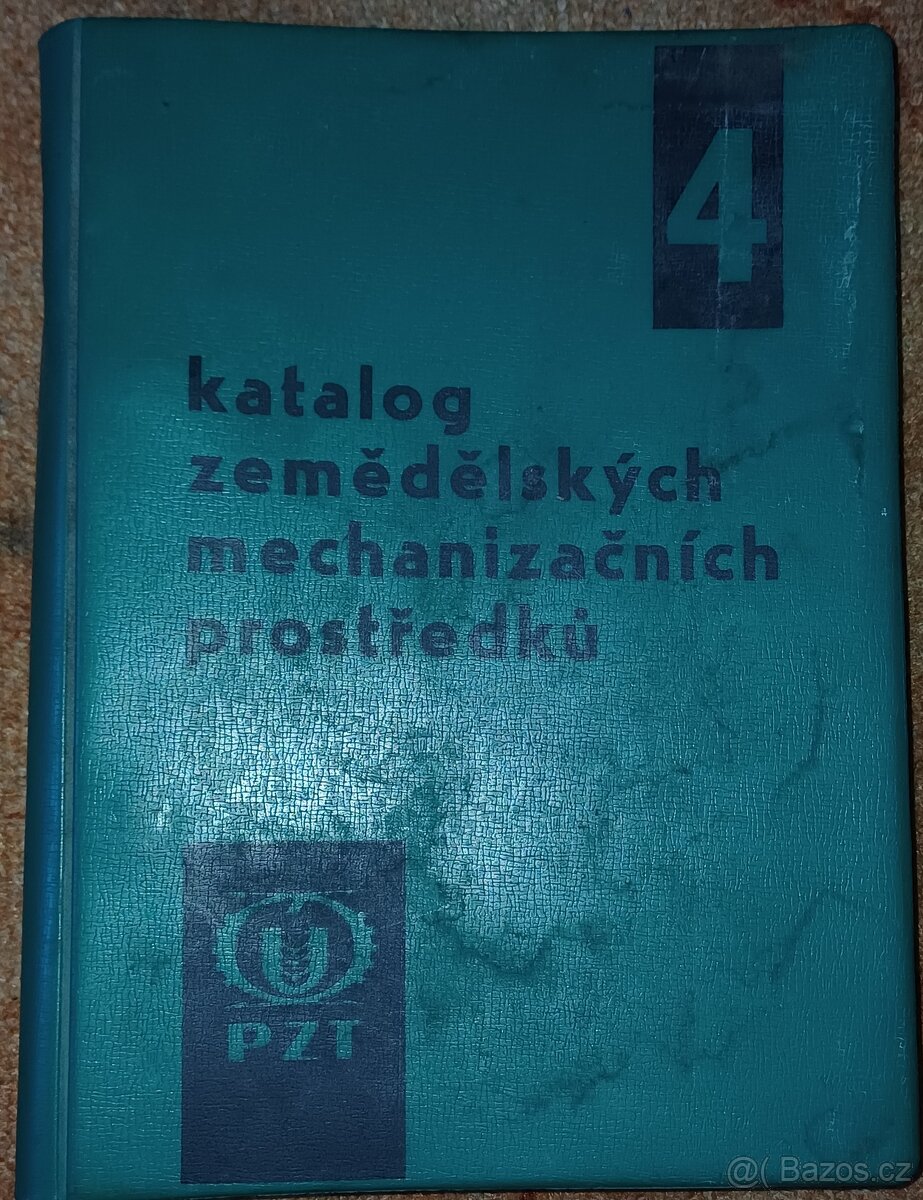 4
katalog
zemědělských
mechanizačních
prostředků
PZT
@( Bazos.cz